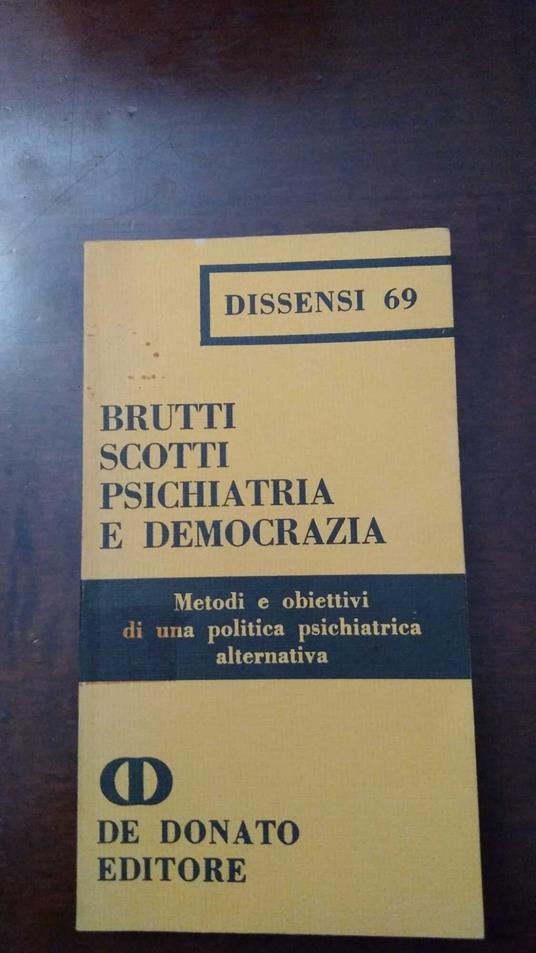 DISSENSI 69
BRUTTI
SCOTTI
PSICHIATRIA
E DEMOCRAZIA
Metodi e obiettivi
di una politica psichiatrica
alternativa
DE DONATO
EDITORE